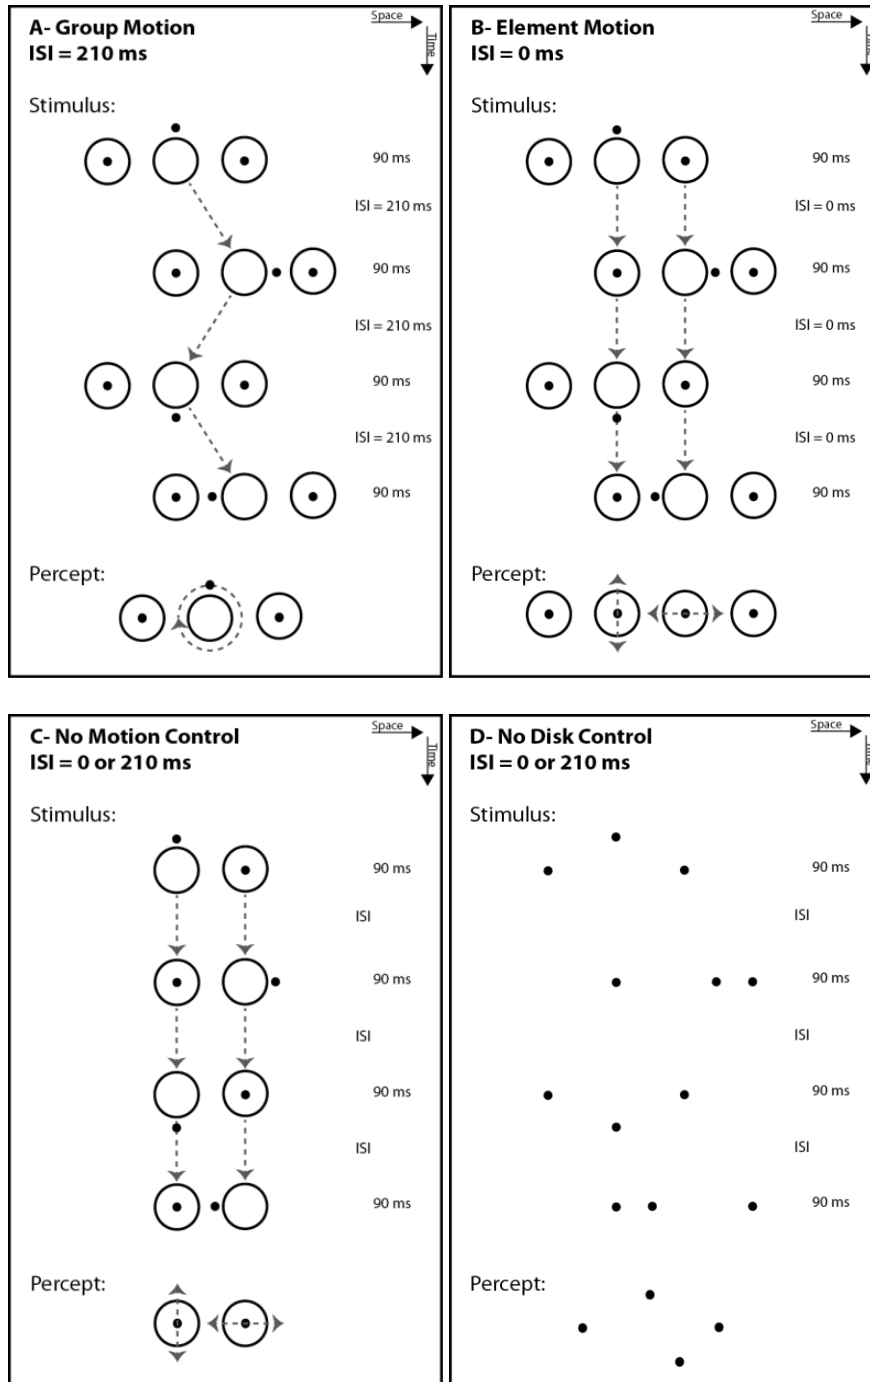 A- Group Motion
ISI = 210 ms
Space
Time
Stimulus:
90 ms
ISI = 210 ms
90 ms
ISI = 210 ms
90 ms
ISI = 210 ms
90 ms
Percept:
B- Element Motion
ISI = 0 ms
Space
Time
Stimulus:
90 ms
ISI = 0 ms
90 ms
ISI = 0 ms
90 ms
ISI = 0 ms
90 ms
Percept:
C- No Motion Control
ISI = 0 or 210 ms
Space
Time
Stimulus:
90 ms
ISI
90 ms
ISI
90 ms
ISI
90 ms
Percept:
D- No Disk Control
ISI = 0 or 210 ms
Space
Time
Stimulus:
90 ms
ISI
90 ms
ISI
90 ms
ISI
90 ms
Percept: